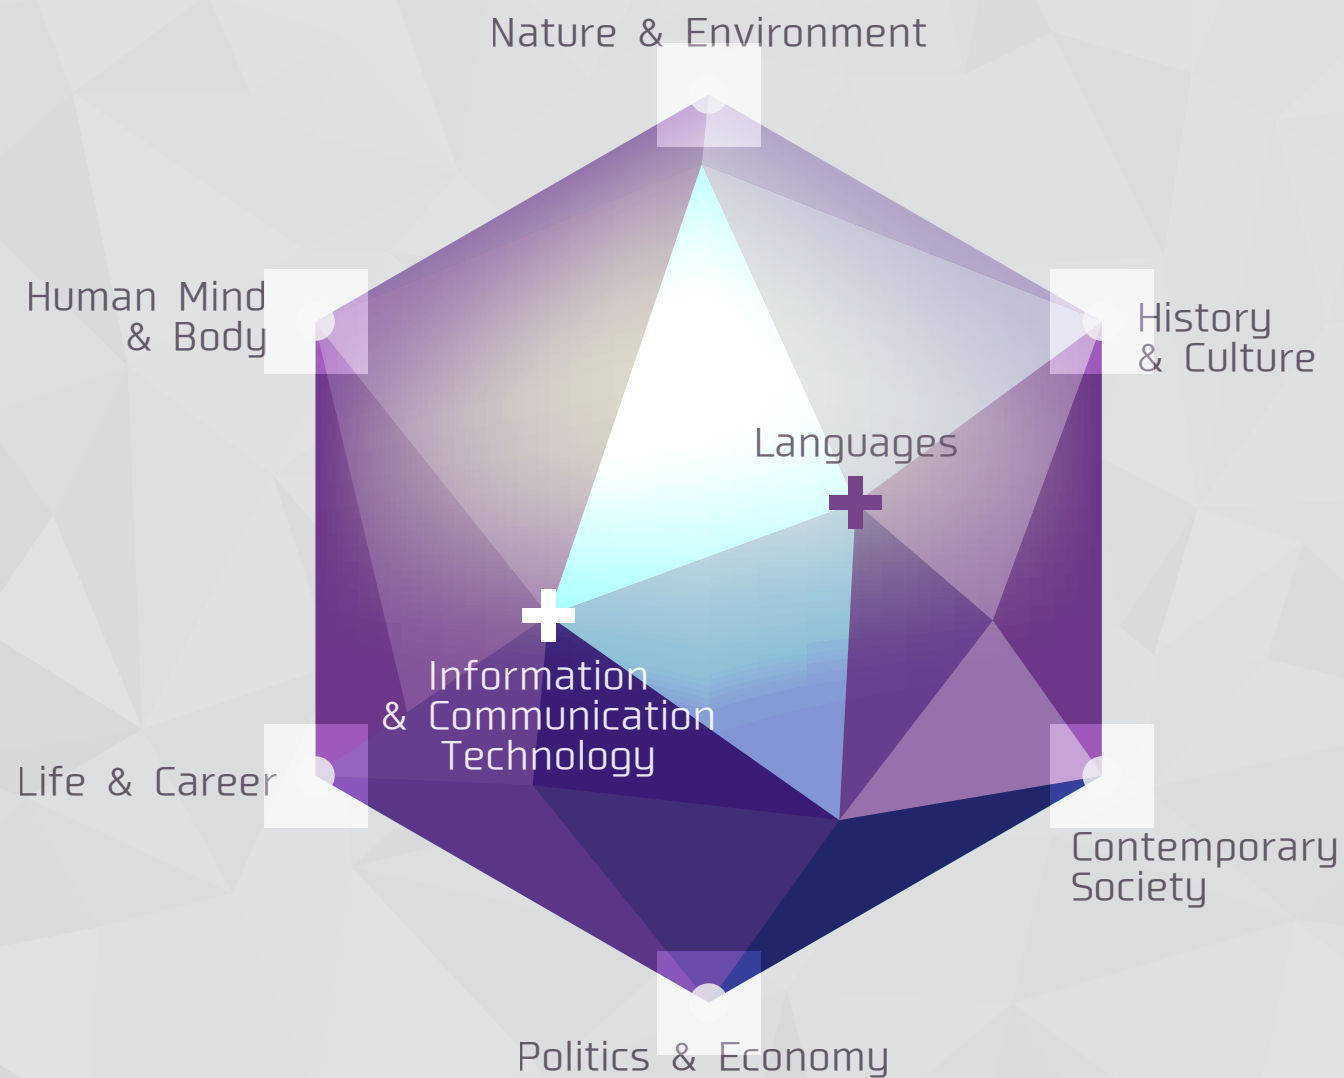 Nature & Environment
Human Mind
& Body
History
& Culture
Languages
Information
& Communication
Technology
Life & Career
Contemporary
Society
Politics & Economy